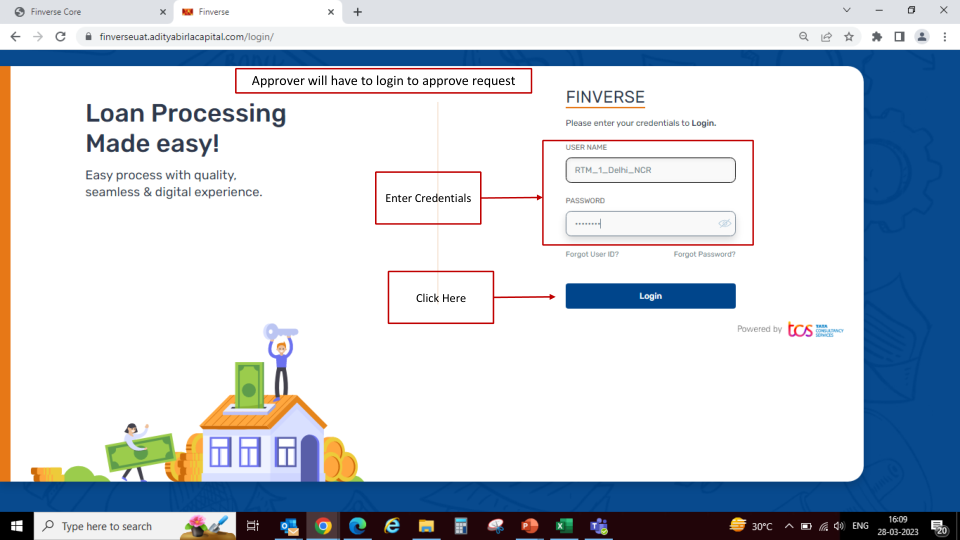 Finverse Core
Finverse
finverseuat.adityabirlacapital.com/login/
Approver will have to login to approve request
Loan Processing
Made easy!
Easy process with quality,
seamless & digital experience.
FINVERSE
Please enter your credentials to Login.
USER NAME
RTM_1_Delhi_NCR
Enter Credentials
PASSWORD
Forgot User ID? Forgot Password?
Click Here
Login
Powered by tcs TATA
CONSULTANCY
SERVICES
Type here to search
30°C
ENG
16:09
28-03-2023
20